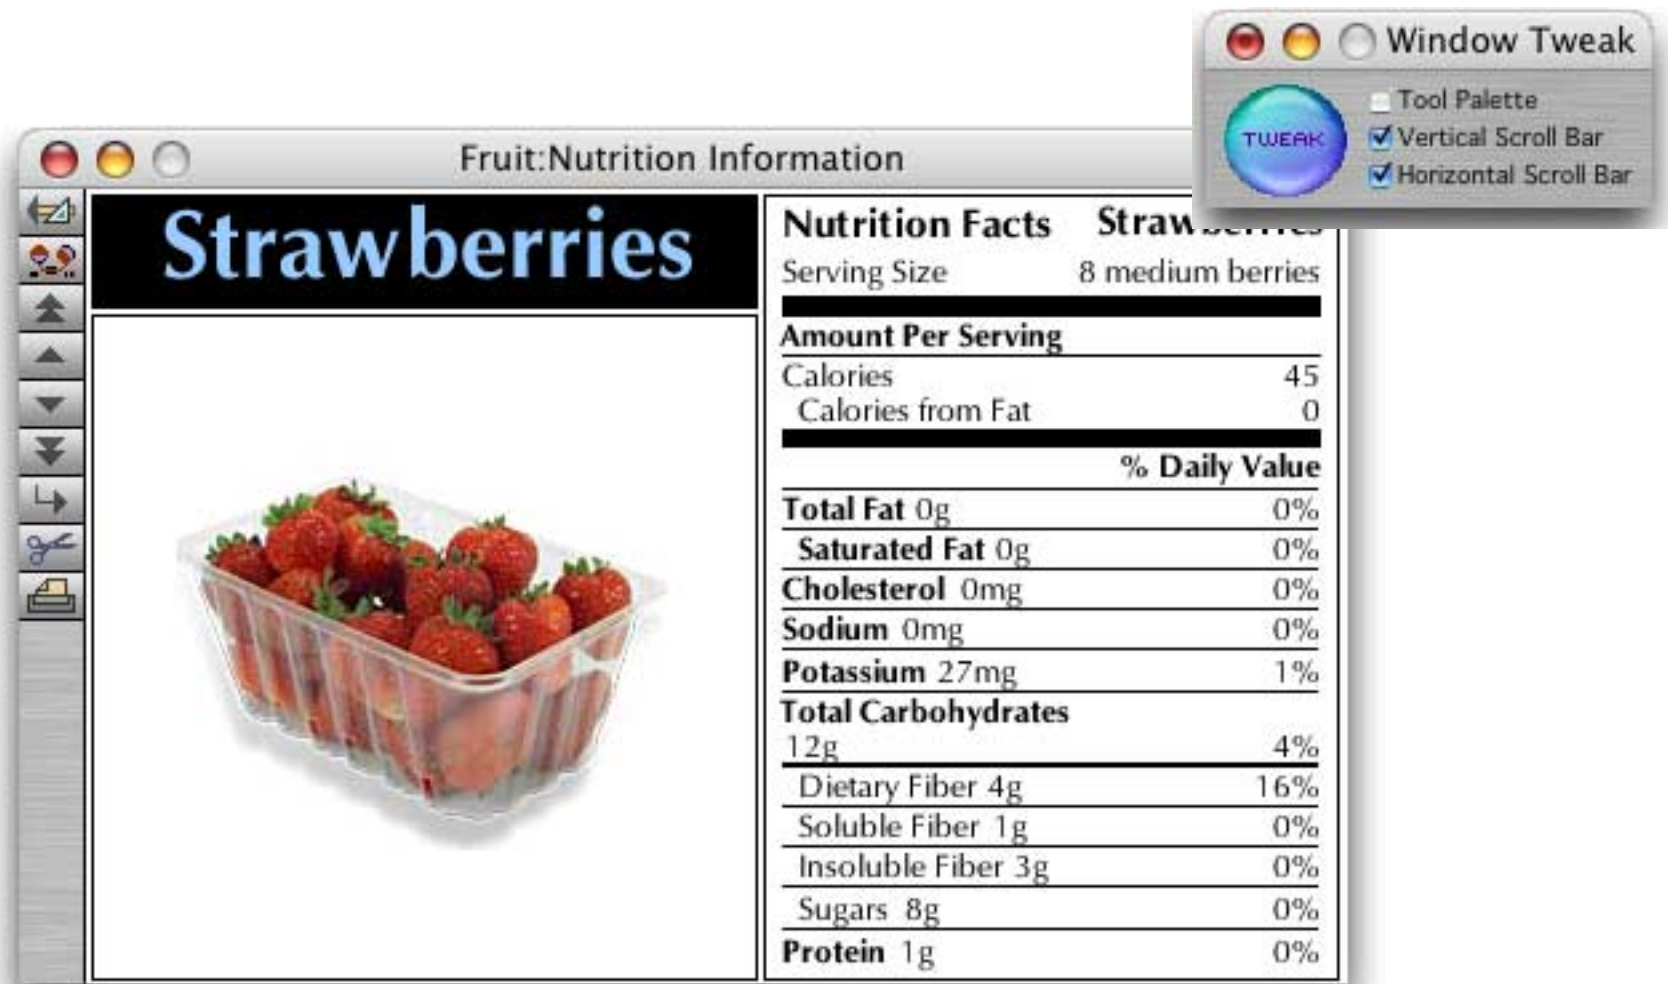 Window Tweak
TWEAK
Tool Palette
Vertical Scroll Bar
Horizontal Scroll Bar
Fruit:Nutrition Information
Strawberries
Nutrition Facts Strawberries
Serving Size 8 medium berries
Amount Per Serving
Calories 45
Calories from Fat 0
% Daily Value
Total Fat 0g 0%
Saturated Fat 0g 0%
Cholesterol 0mg 0%
Sodium 0mg 0%
Potassium 27mg 1%
Total Carbohydrates
12g 4%
Dietary Fiber 4g 16%
Soluble Fiber 1g 0%
Insoluble Fiber 3g 0%
Sugars 8g 0%
Protein 1g 0%